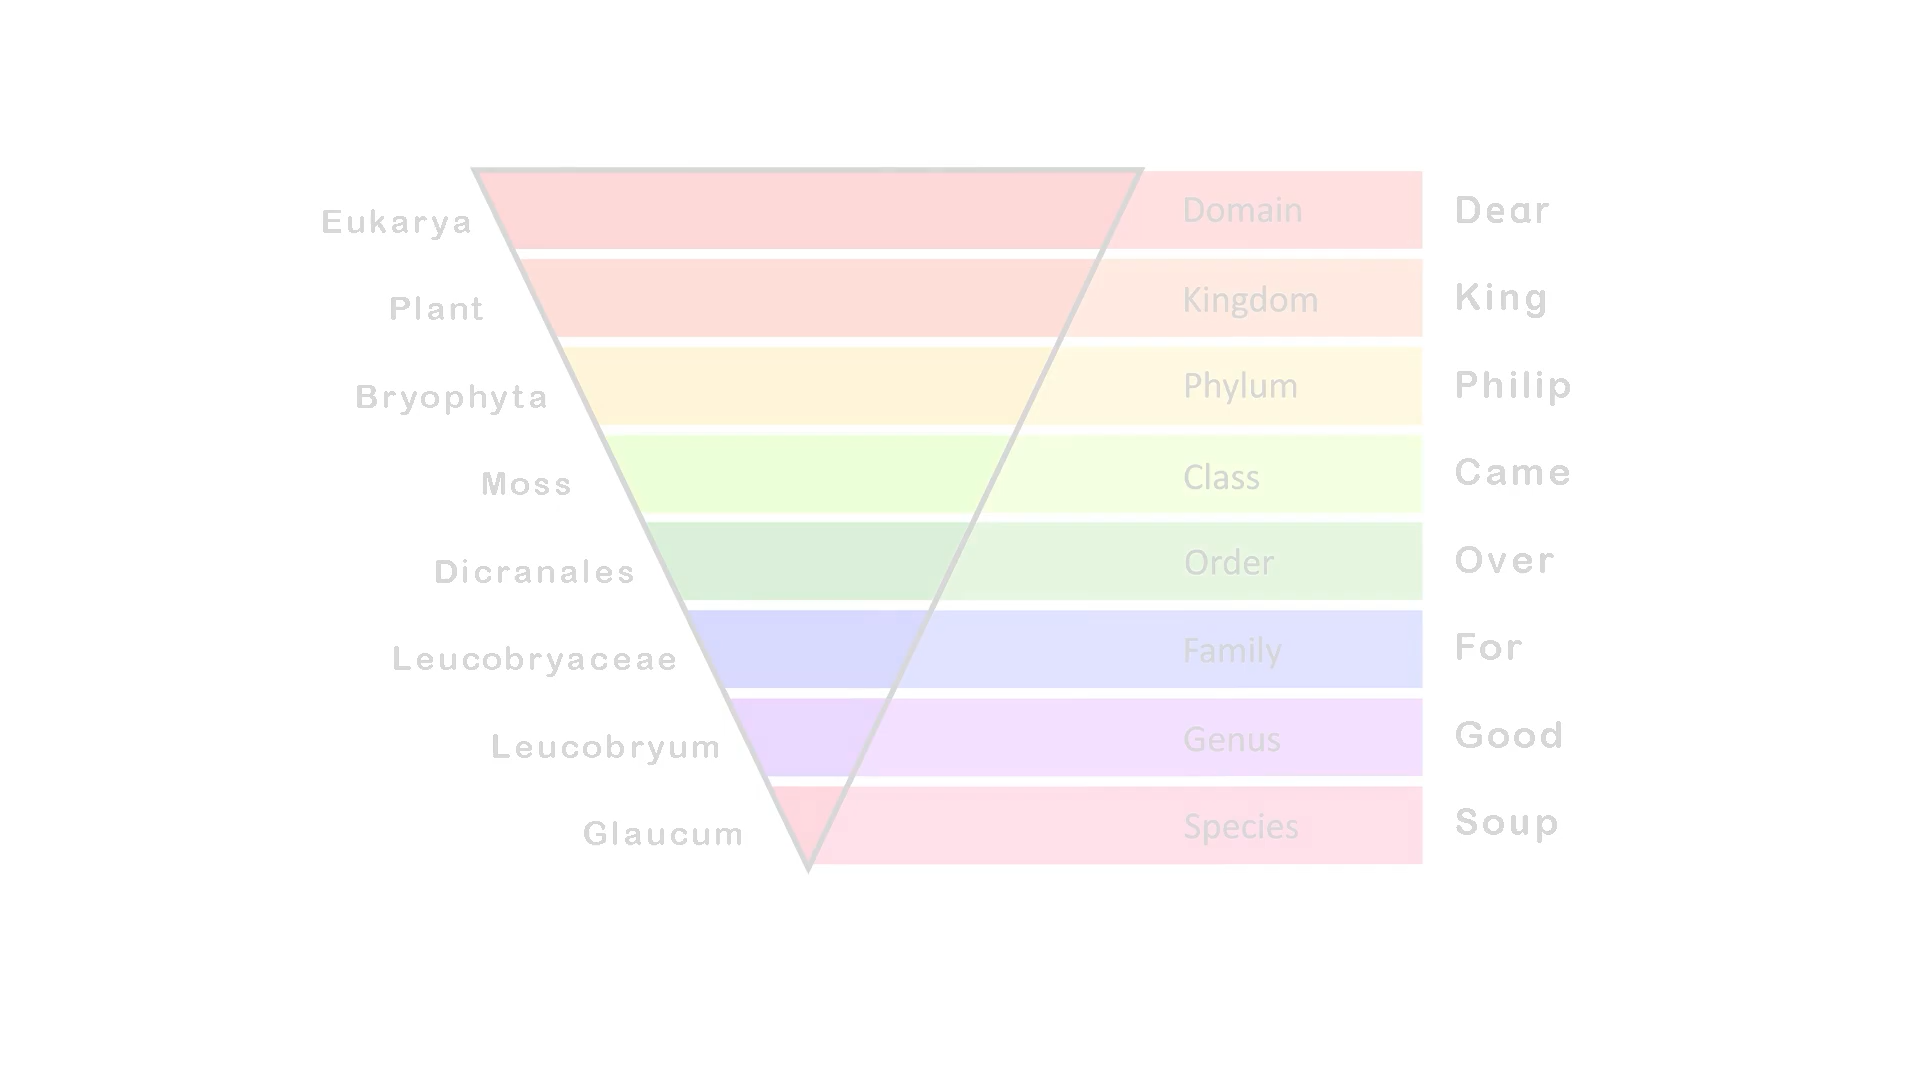 Eukarya Domain Dear
Plant Kingdom King
Bryophyta Phylum Philip
Moss Class Came
Dicranales Order Over
Leucobryaceae Family For
Leucobryum Genus Good
Glaucum Species Soup